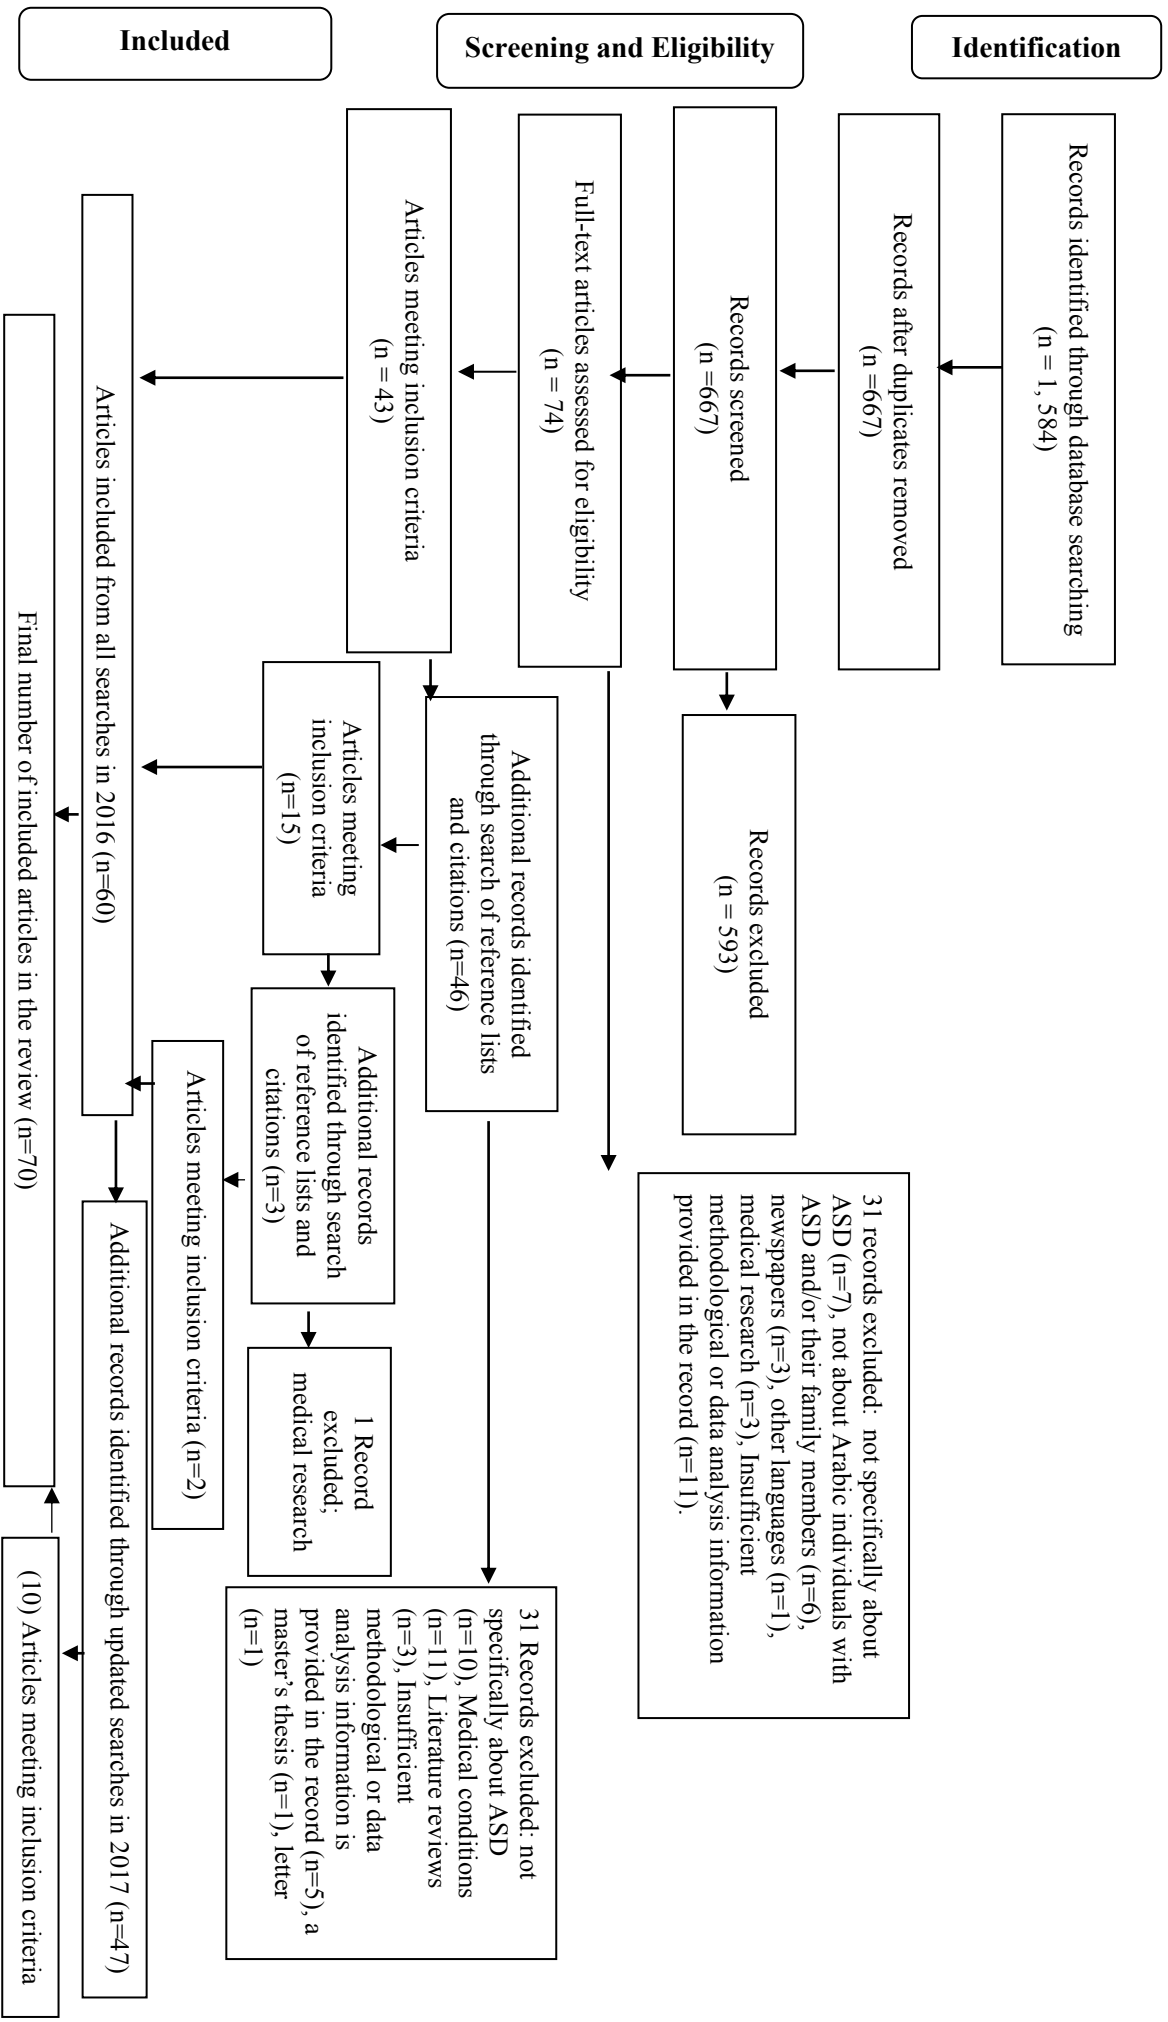 Identification
Screening and Eligibility
Included
Records identified through database searching
(n = 1, 584)
Records after duplicates removed
(n =667)
Records screened
(n =667)
Records excluded
(n = 593)
Full-text articles assessed for eligibility
(n = 74)
31 records excluded: not specifically about
ASD (n=7), not about Arabic individuals with
ASD and/or their family members (n=6),
newspapers (n=3), other languages (n=1),
medical research (n=3), Insufficient
methodological or data analysis information
provided in the record (n=11).
Articles meeting inclusion criteria
(n = 43)
Additional records identified
through search of reference lists
and citations (n=46)
31 Records excluded: not
specifically about ASD
(n=10), Medical conditions
(n=11), Literature reviews
(n=3), Insufficient
methodological or data
analysis information is
provided in the record (n=5), a
master’s thesis (n=1), letter
(n=1)
Articles meeting
inclusion criteria
(n=15)
Additional records
identified through search
of reference lists and
citations (n=3)
1 Record
excluded;
medical research
Articles meeting inclusion criteria (n=2)
Articles included from all searches in 2016 (n=60)
Additional records identified through updated searches in 2017 (n=47)
(10) Articles meeting inclusion criteria
Final number of included articles in the review (n=70)